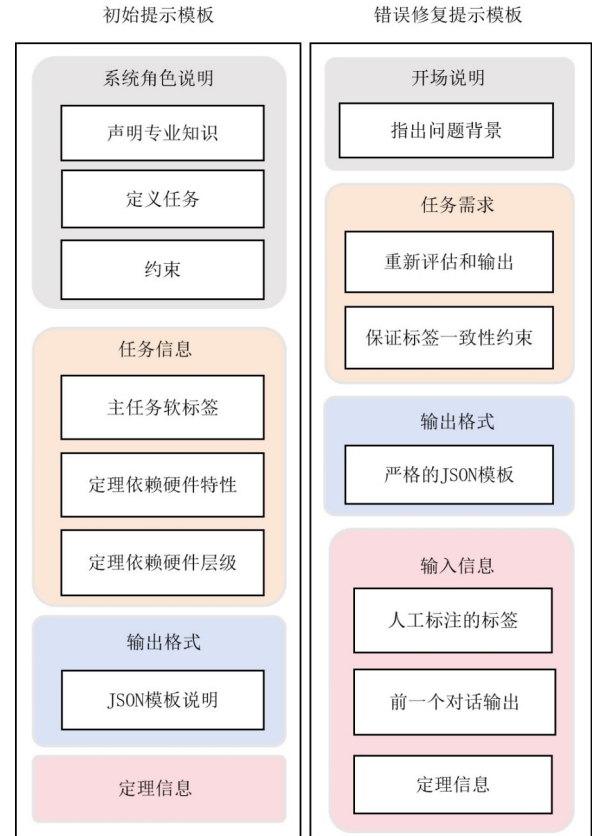 初始提示模板
系统角色说明
声明专业知识
定义任务
约束
任务信息
主任务软标签
定理依赖硬件特性
定理依赖硬件层级
输出格式
JSON模板说明
定理信息
错误修复提示模板
开场说明
指出问题背景
任务需求
重新评估和输出
保证标签一致性约束
输出格式
严格的JSON模板
输入信息
人工标注的标签
前一个对话输出
定理信息